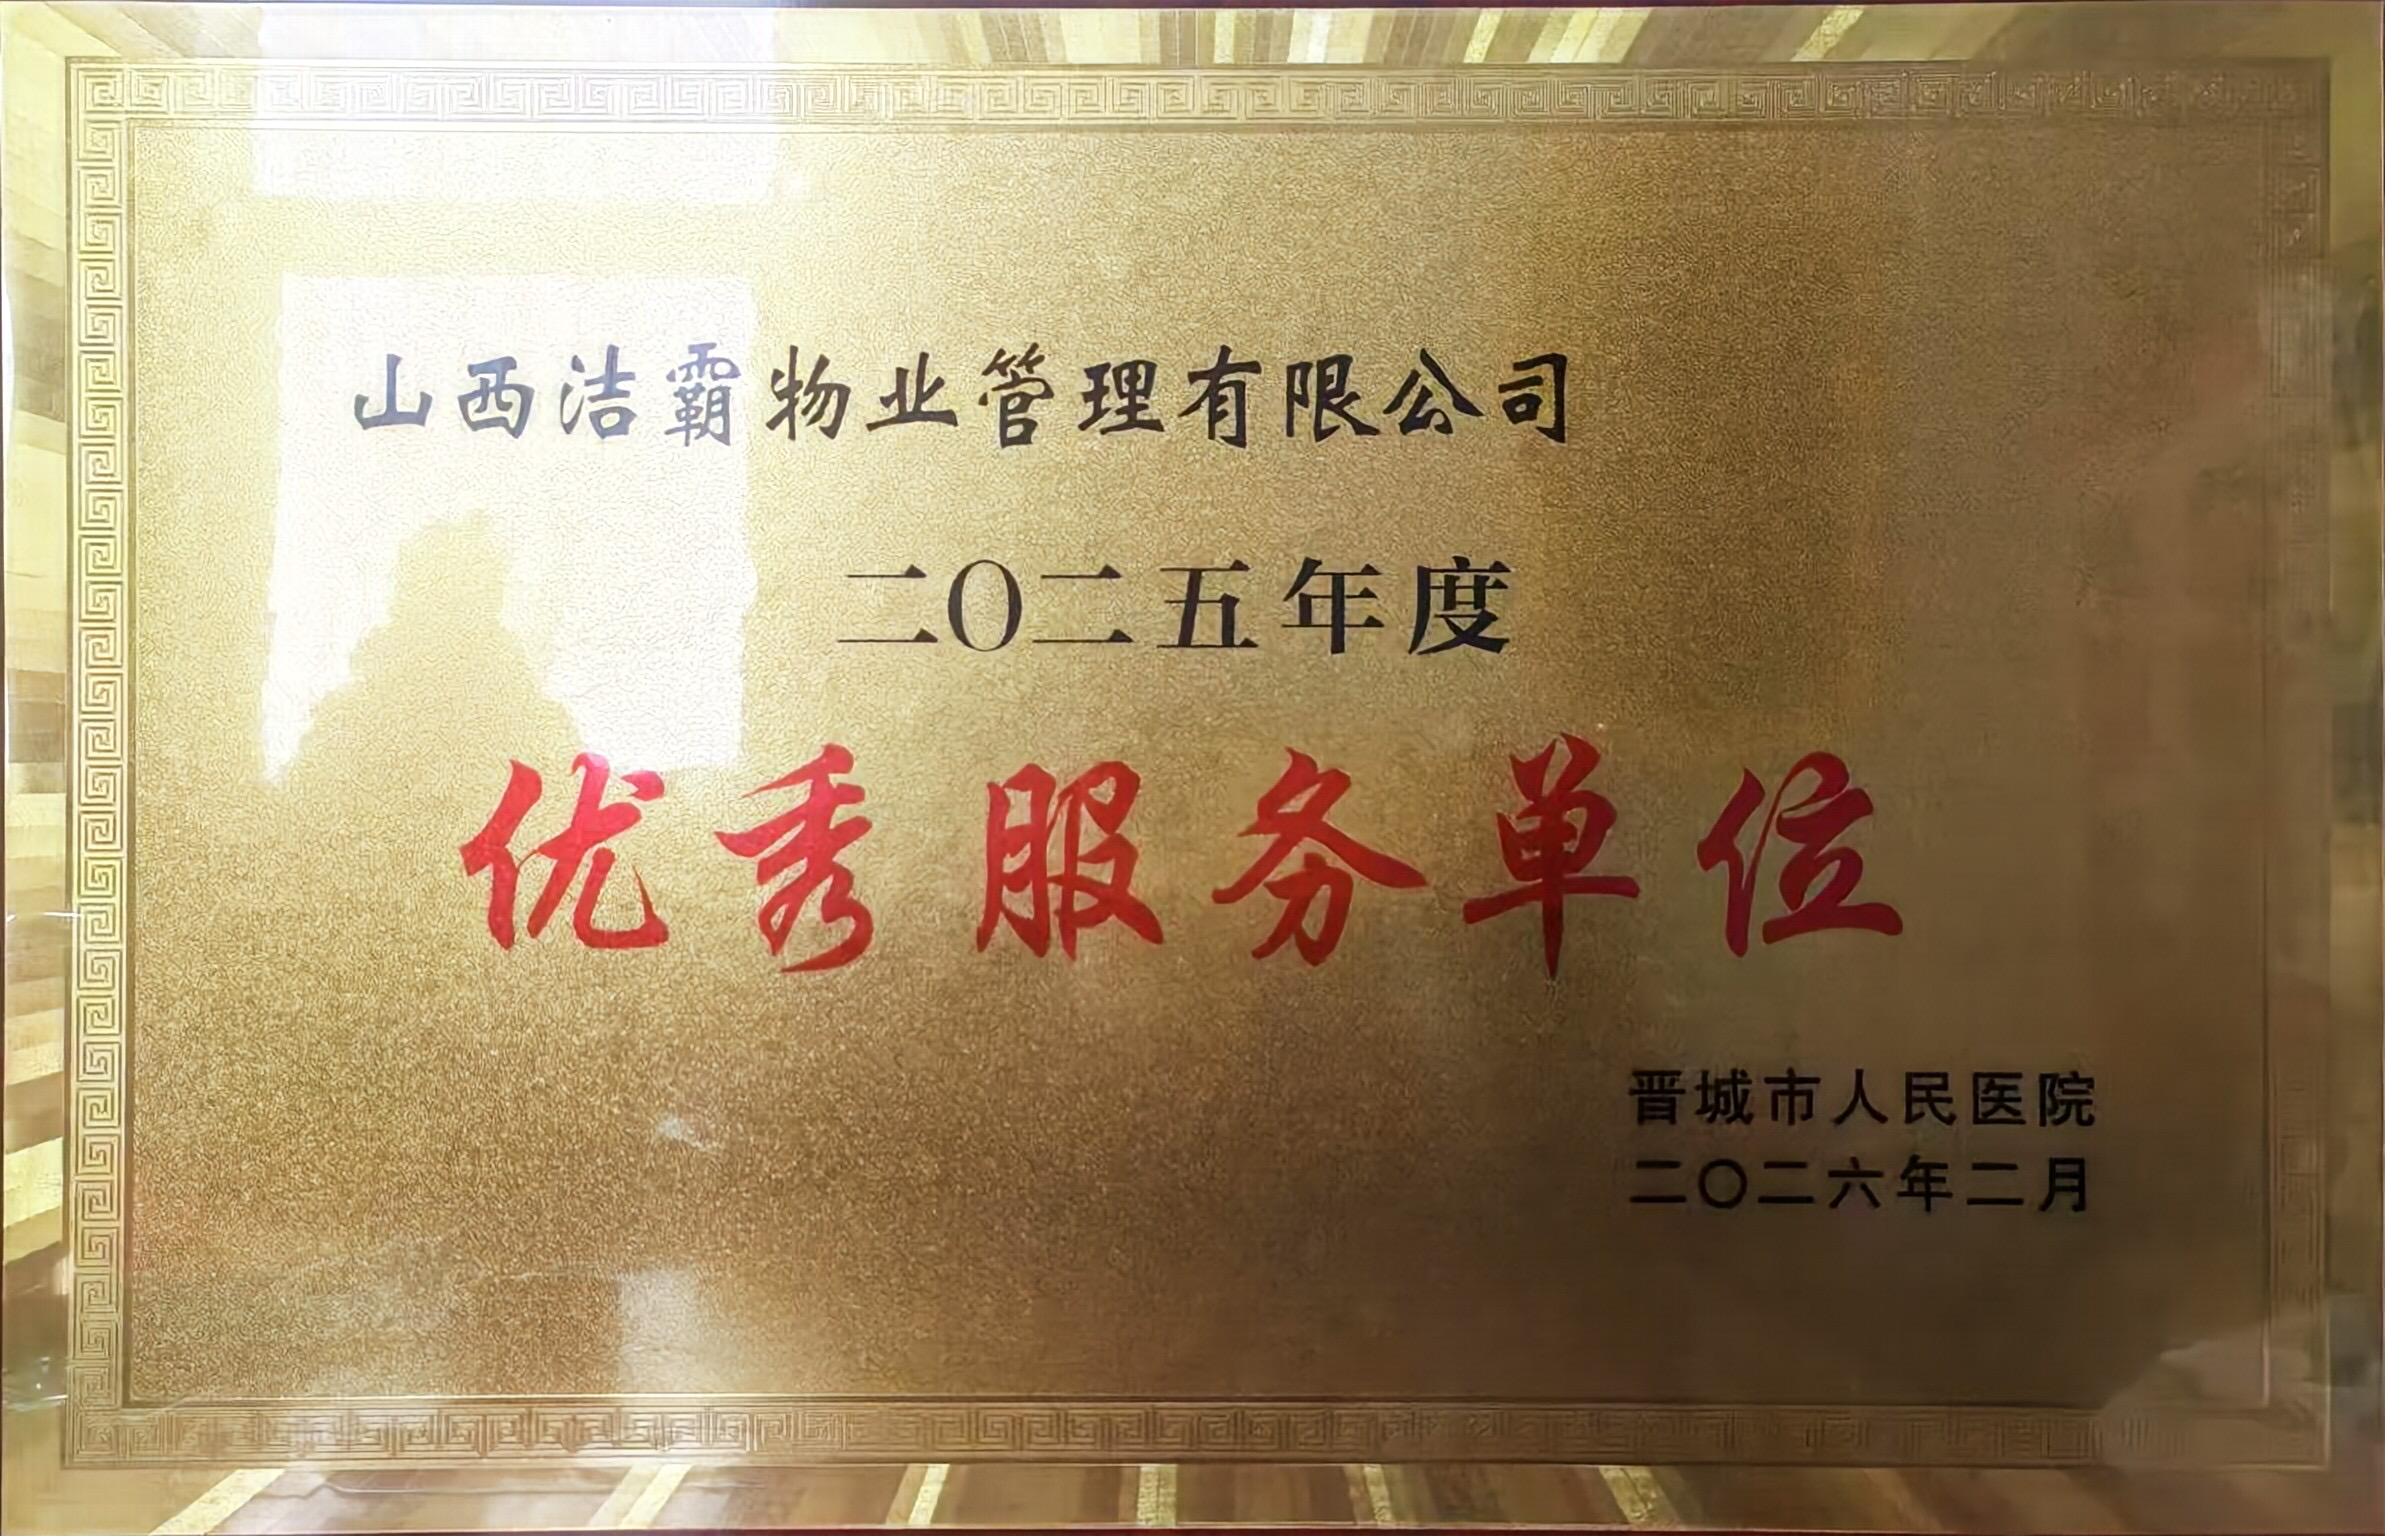 山西洁霸物业管理有限公司
二〇二五年度
优秀服务单位
晋城市人民医院
二〇二六年二月